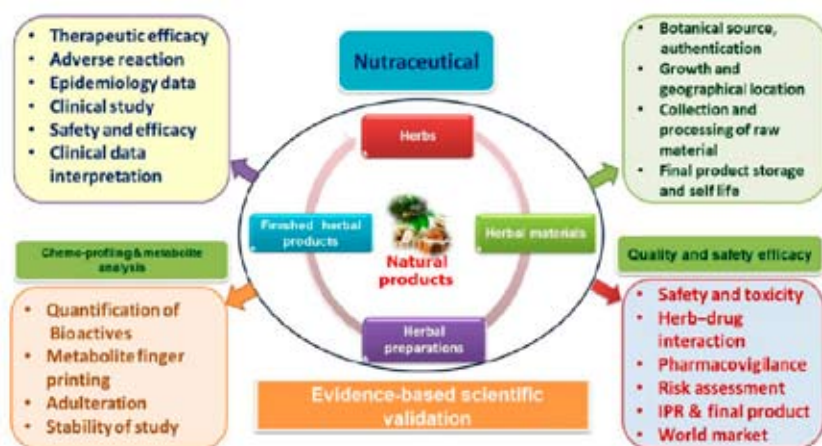 • Therapeutic efficacy
• Adverse reaction
• Epidemiology data
• Clinical study
• Safety and efficacy
• Clinical data
interpretation
Nutraceutical
• Botanical source,
authentication
• Growth and
geographical location
• Collection and
processing of raw
material
• Final product storage
and self life
Herbs
Finished herbal
products
Natural
products
Herbal materials
Herbal
preparations
Chemo-profiling & metabolite
analysis
• Quantification of
Bioactives
• Metabolite finger
printing
• Adulteration
• Stability of study
Evidence-based scientific
validation
Quality and safety efficacy
• Safety and toxicity
• Herb–drug
interaction
• Pharmacovigilance
• Risk assessment
• IPR & final product
• World market